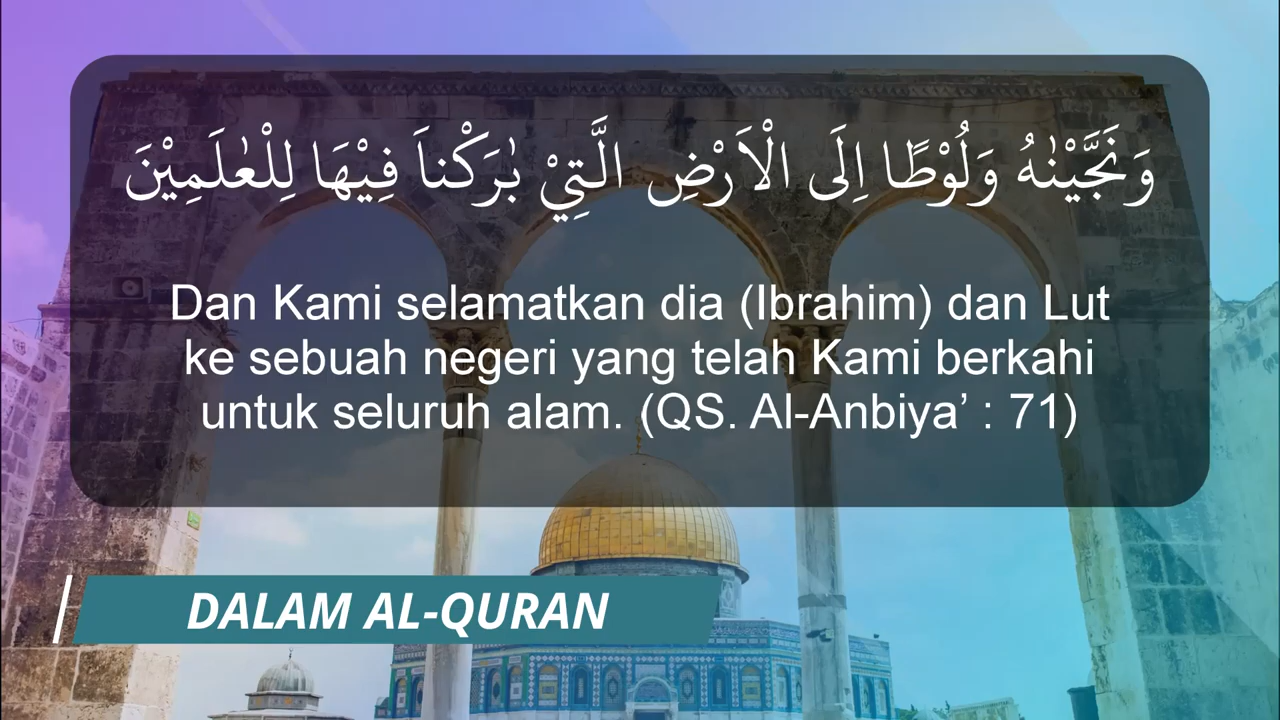 وَنَجَّيْنٰهُ وَلُوْطًا اِلَى الْاَرْضِ الَّتِيْ بٰرَكْناَ فِيْهَا لِلْعٰلَمِيْنَ
Dan Kami selamatkan dia (Ibrahim) dan Lut
ke sebuah negeri yang telah Kami berkahi
untuk seluruh alam. (QS. Al-Anbiya’ : 71)
DALAM AL-QURAN